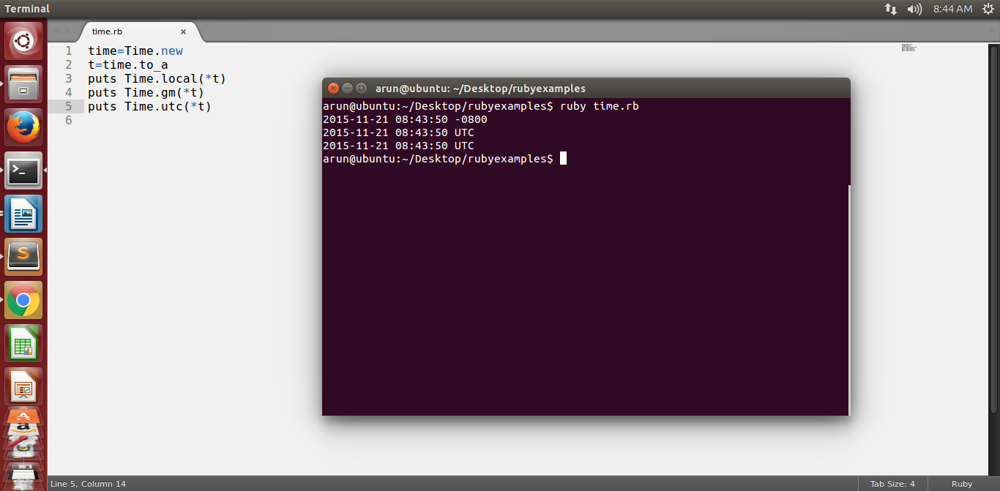 Terminal
8:44 AM
time.rb
1 time=Time.new
2 t=time.to_a
3 puts Time.local(*t)
4 puts Time.gm(*t)
5 puts Time.utc(*t)
6
arun@ubuntu: ~/Desktop/rubyexamples
arun@ubuntu:~/Desktop/rubyexamples$ ruby time.rb
2015-11-21 08:43:50 -0800
2015-11-21 08:43:50 UTC
2015-11-21 08:43:50 UTC
arun@ubuntu:~/Desktop/rubyexamples$
Line 5, Column 14
Tab Size: 4
Ruby